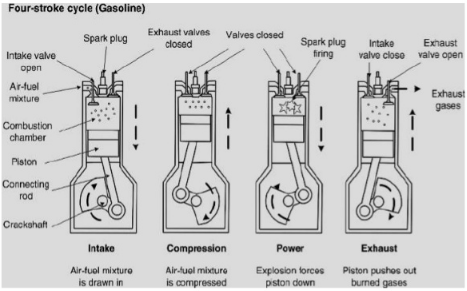 Four-stroke cycle (Gasoline)
Spark plug
Exhaust valves
closed
Valves closed
Spark plug
firing
Intake
valve close
Exhaust
valve open
Intake valve
open
Air-fuel
mixture
Exhaust
gases
Combustion
chamber
Piston
Connecting
rod
Crackshaft
Intake
Compression
Power
Exhaust
Air-fuel mixture
is drawn in
Air-fuel mixture
is compressed
Explosion forces
piston down
Piston pushes out
burned gases